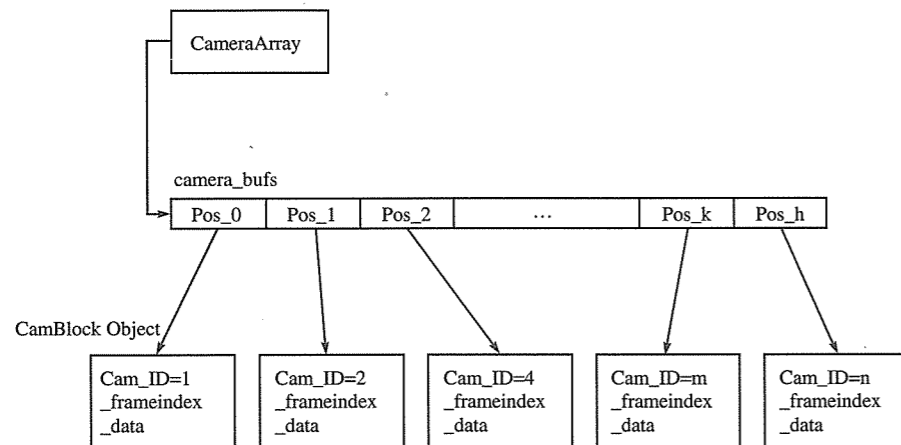 CameraArray
camera_bufs
Pos_0 Pos_1 Pos_2 ... Pos_k Pos_h
CamBlock Object
Cam_ID=1
_frameindex
_data
Cam_ID=2
_frameindex
_data
Cam_ID=4
_frameindex
_data
Cam_ID=m
_frameindex
_data
Cam_ID=n
_frameindex
_data